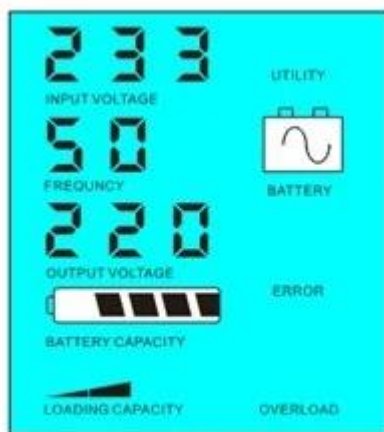 233
UTILITY
INPUT VOLTAGE
50
FREQUNCY
BATTERY
220
OUTPUT VOLTAGE
ERROR
BATTERY CAPACITY
LOADING CAPACITY
OVERLOAD